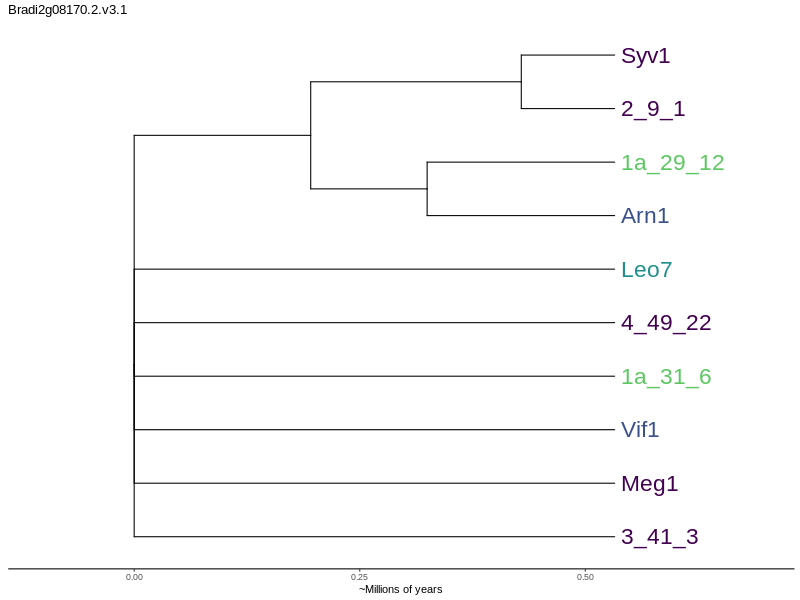 Bradi2g08170.2.v3.1
Syv1
2_9_1
1a_29_12
Arn1
Leo7
4_49_22
1a_31_6
Vif1
Meg1
3_41_3
0.00 0.25 0.50
~Millions of years